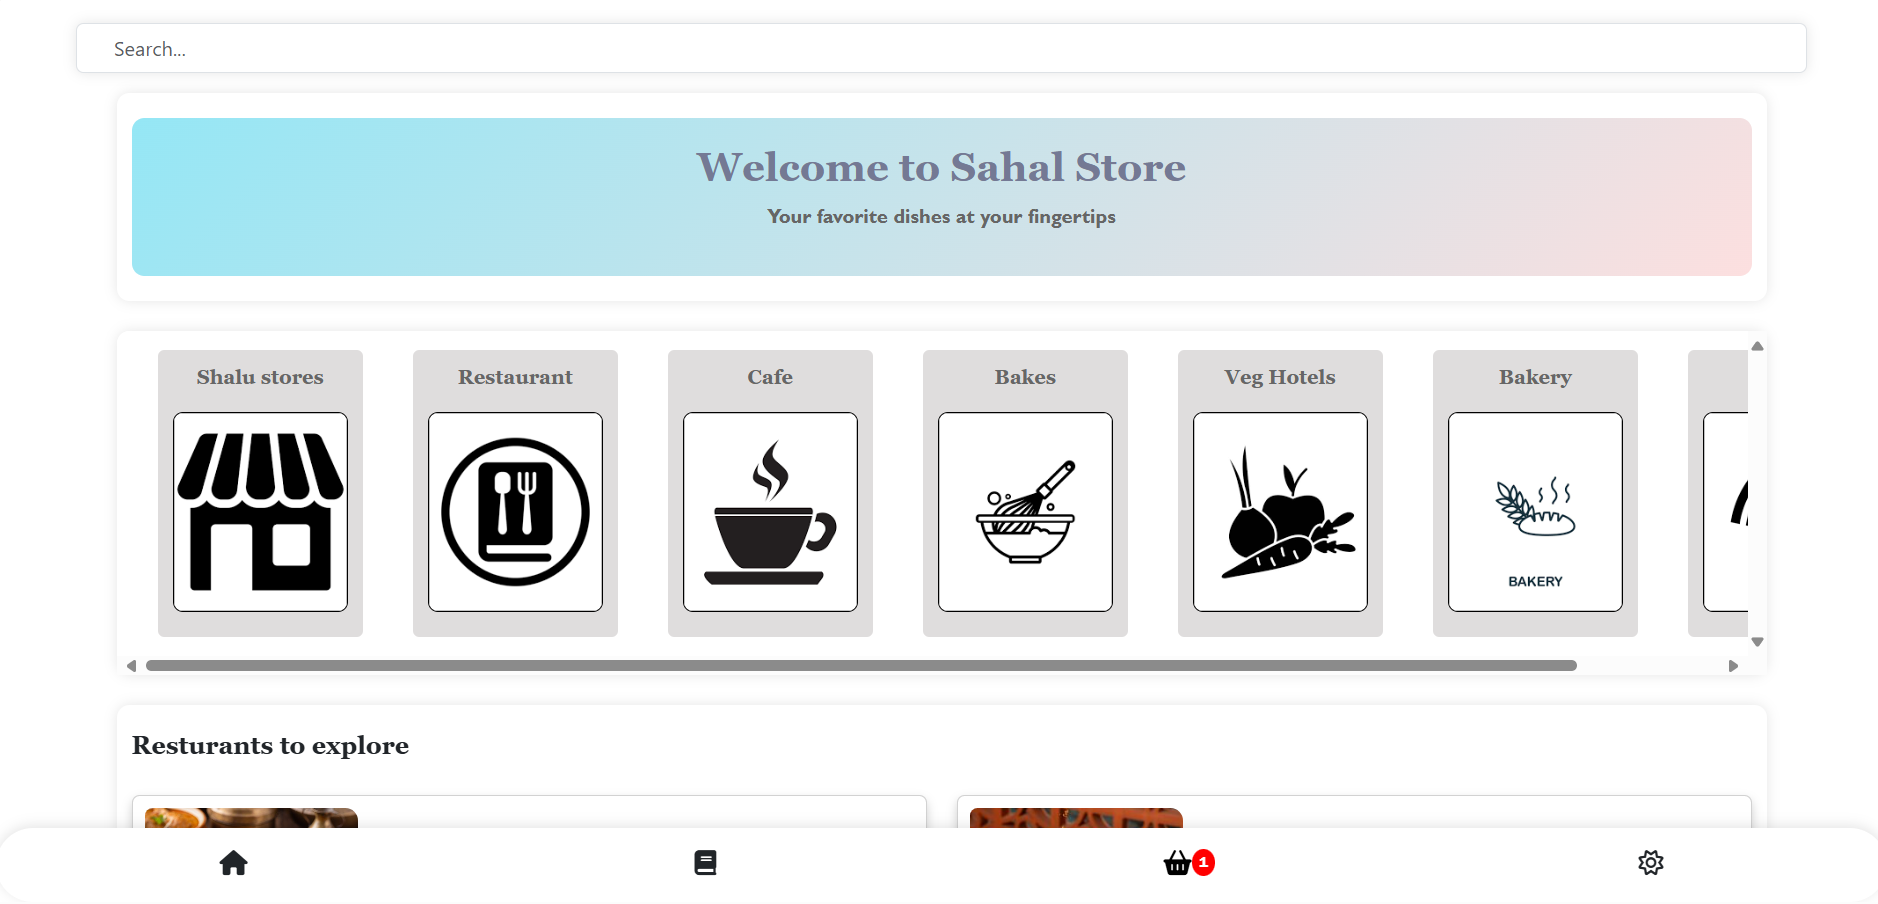 Search...
Welcome to Sahal Store
Your favorite dishes at your fingertips
Shalu stores
Restaurant
Cafe
Bakes
Veg Hotels
Bakery
BAKERY
Resturants to explore
1